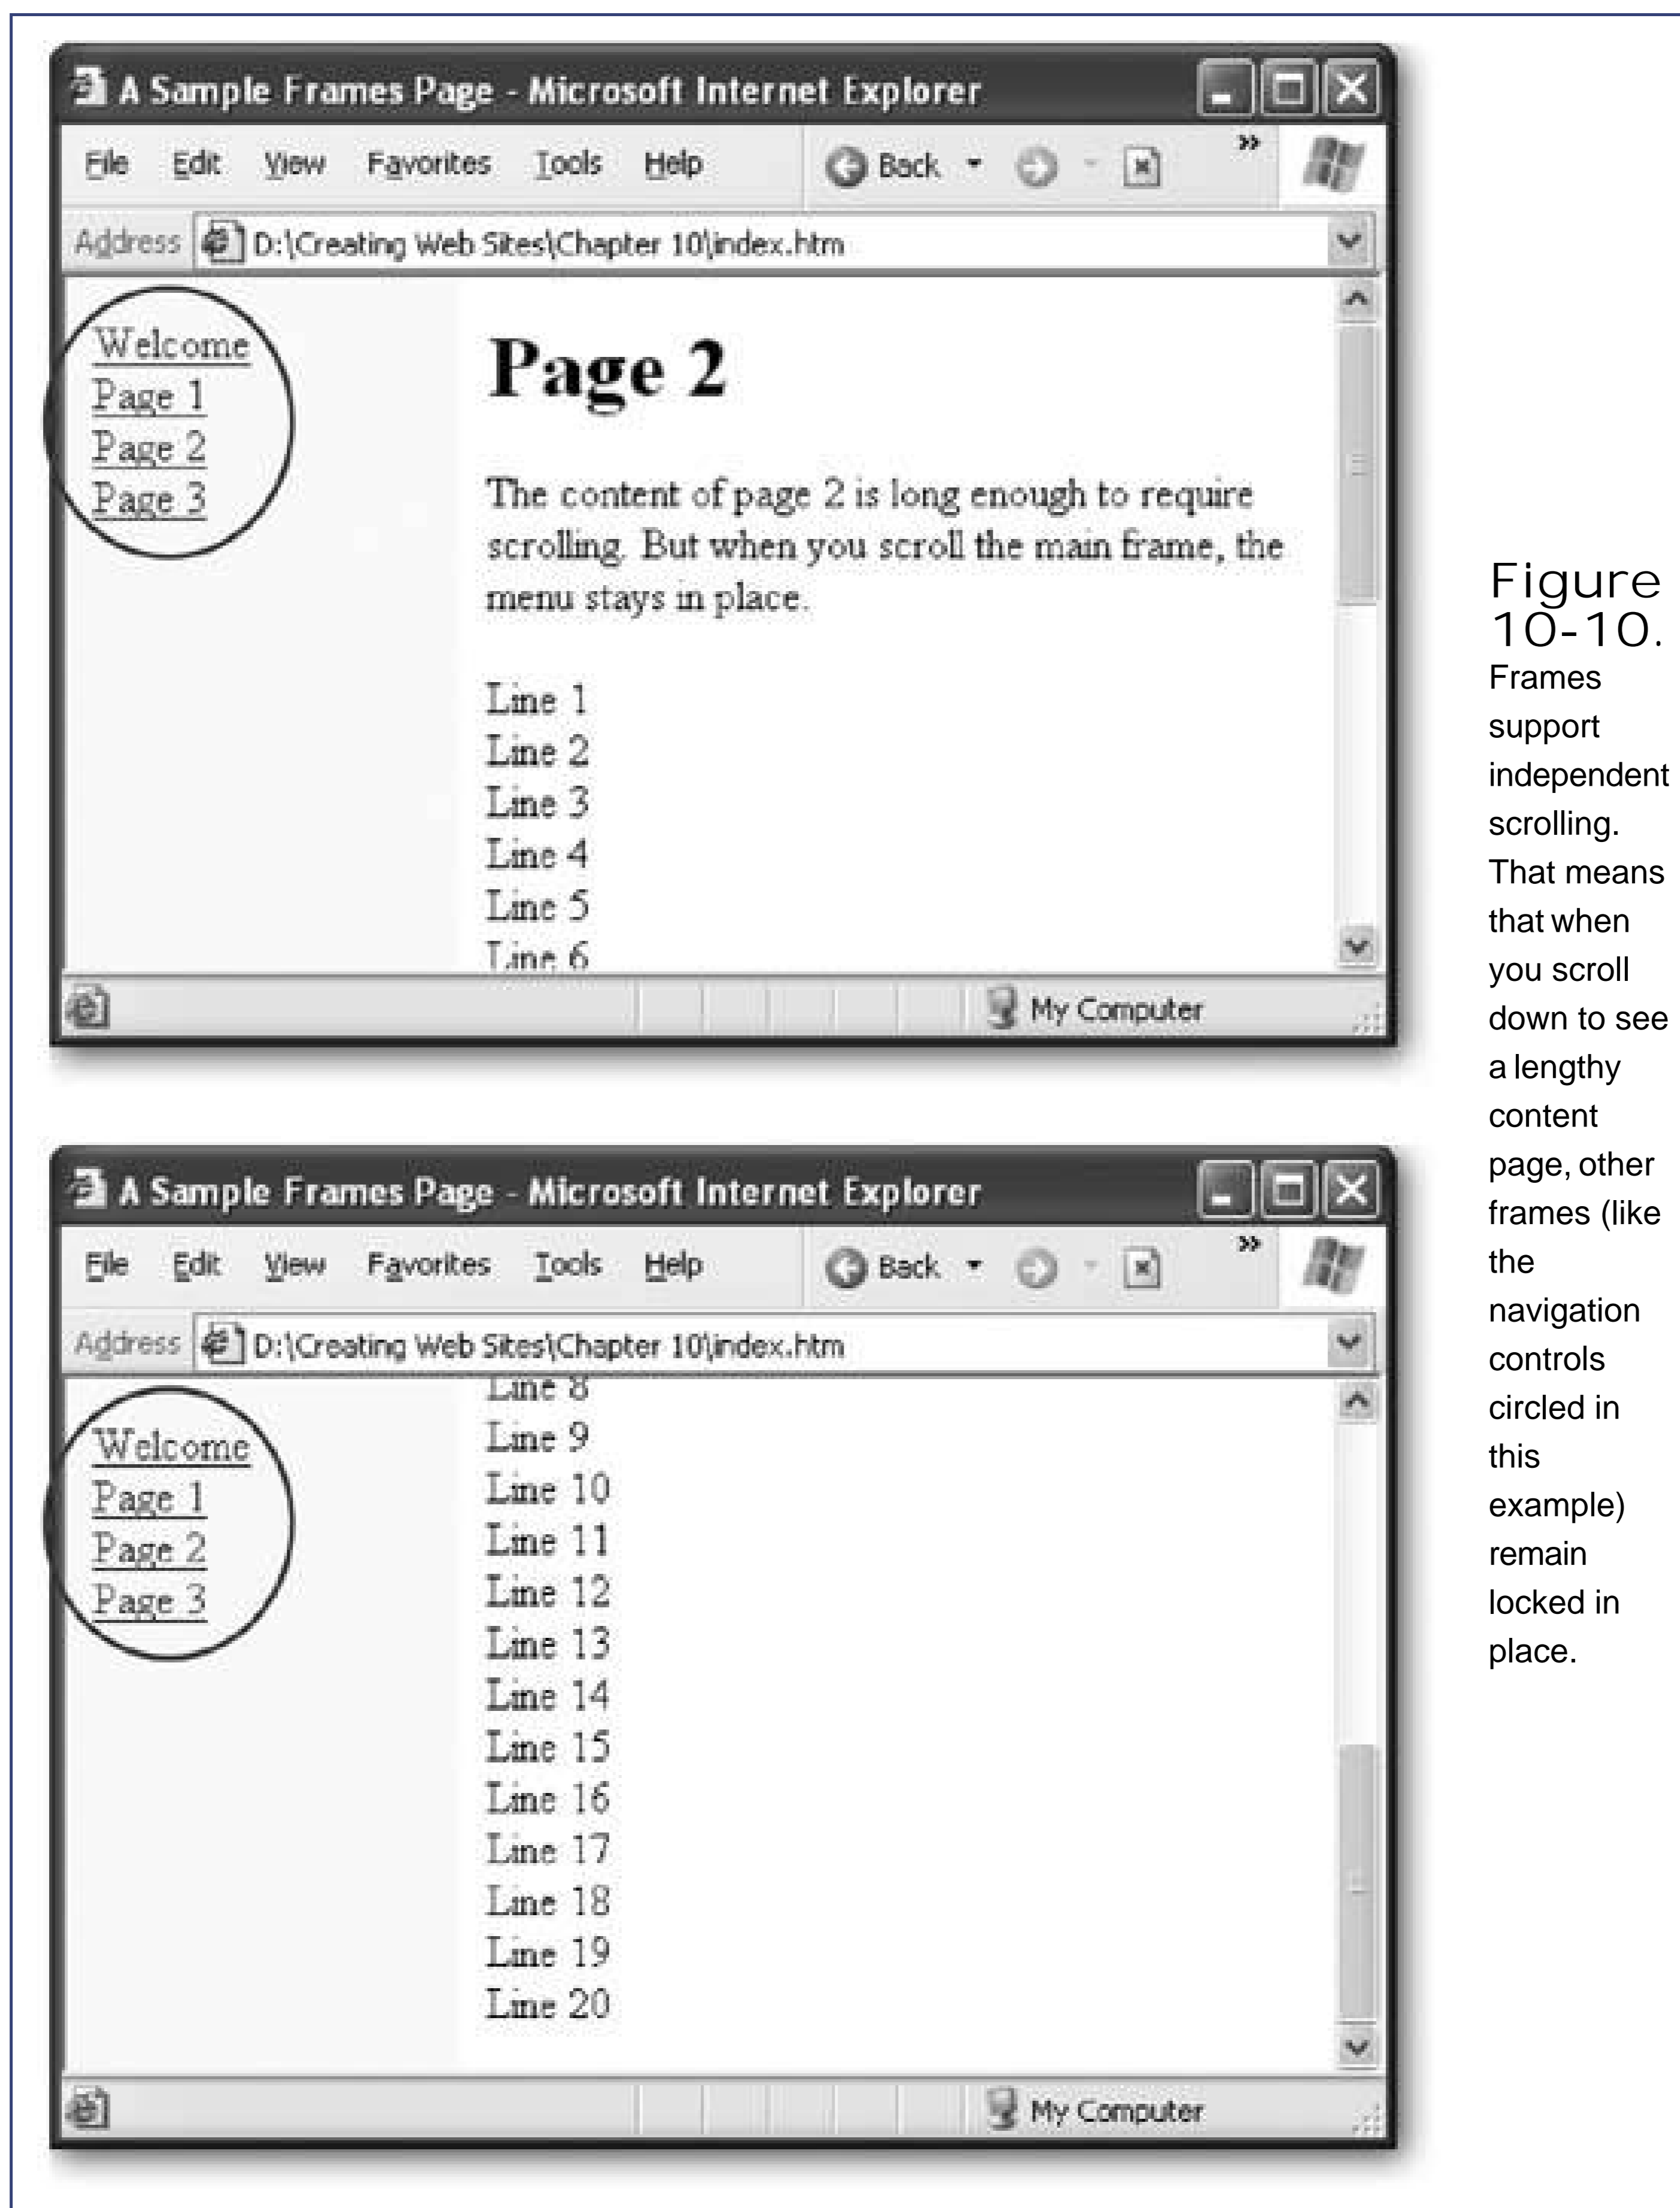 A Sample Frames Page - Microsoft Internet Explorer
File Edit View Favorites Tools Help Back »
Address D:\Creating Web Sites\Chapter 10\index.htm
Welcome
Page 1
Page 2
Page 3
Page 2
The content of page 2 is long enough to require
scrolling. But when you scroll the main frame, the
menu stays in place.
Line 1
Line 2
Line 3
Line 4
Line 5
Line 6
My Computer
A Sample Frames Page - Microsoft Internet Explorer
File Edit View Favorites Tools Help Back »
Address D:\Creating Web Sites\Chapter 10\index.htm
Welcome
Page 1
Page 2
Page 3
Line 8
Line 9
Line 10
Line 11
Line 12
Line 13
Line 14
Line 15
Line 16
Line 17
Line 18
Line 19
Line 20
My Computer
Figure
10-10.
Frames
support
independent
scrolling.
That means
that when
you scroll
down to see
a lengthy
content
page, other
frames (like
the
navigation
controls
circled in
this
example)
remain
locked in
place.